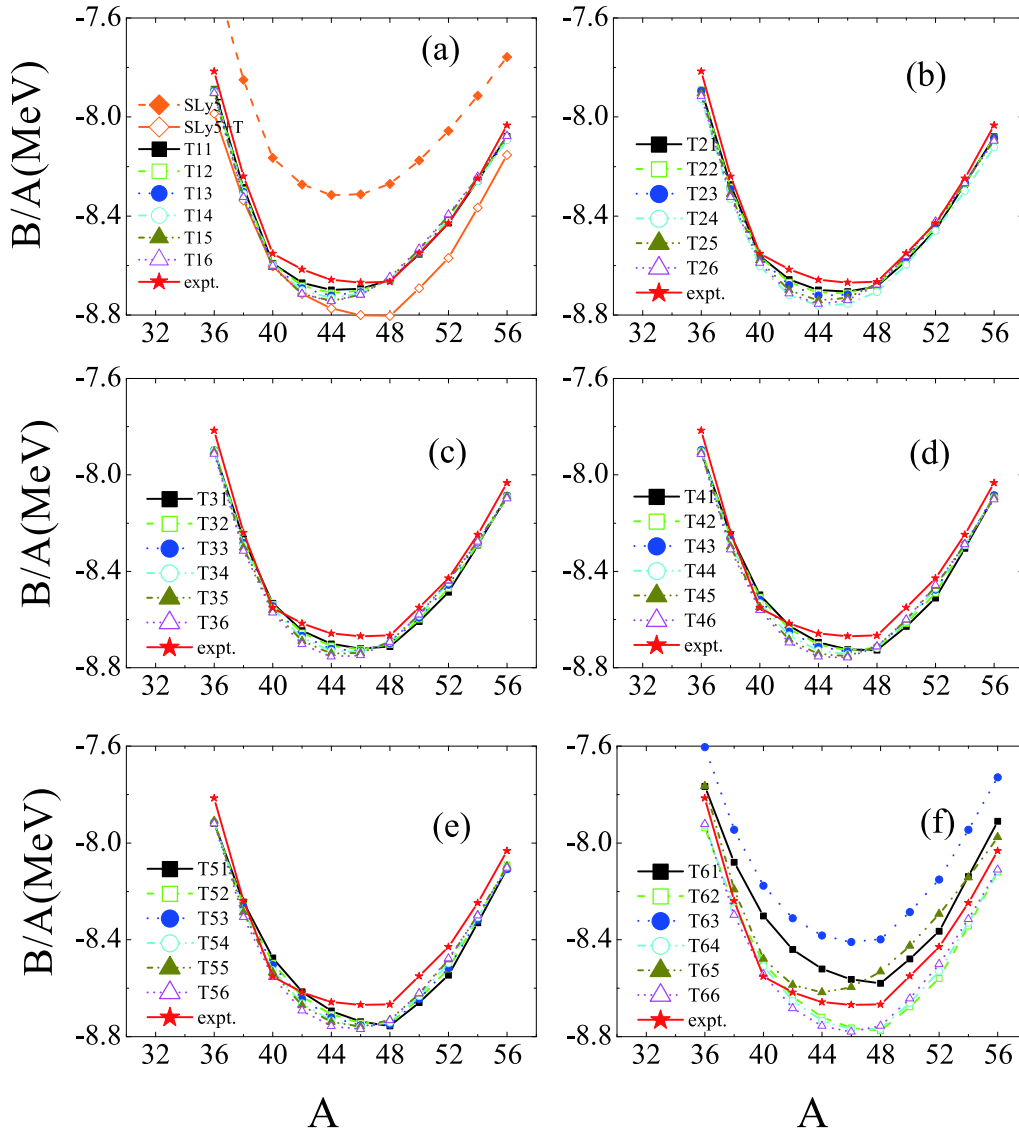 -7.6
(a)
SLy5
-8.0
SLy5+T
T11
T12
B/A(MeV)
T13
-8.4
T14
T15
T16
expt.
-8.8
32 36 40 44 48 52 56
-7.6
(b)
-8.0
T21
T22
T23
-8.4
T24
T25
T26
expt.
-8.8
32 36 40 44 48 52 56
-7.6
(c)
-8.0
T31
T32
B/A(MeV)
T33
-8.4
T34
T35
T36
expt.
-8.8
32 36 40 44 48 52 56
-7.6
(d)
-8.0
T41
T42
T43
-8.4
T44
T45
T46
expt.
-8.8
32 36 40 44 48 52 56
-7.6
(e)
-8.0
T51
T52
B/A(MeV)
T53
-8.4
T54
T55
T56
expt.
-8.8
32 36 40 44 48 52 56
A
-7.6
(f)
-8.0
T61
T62
T63
-8.4
T64
T65
T66
expt.
-8.8
32 36 40 44 48 52 56
A